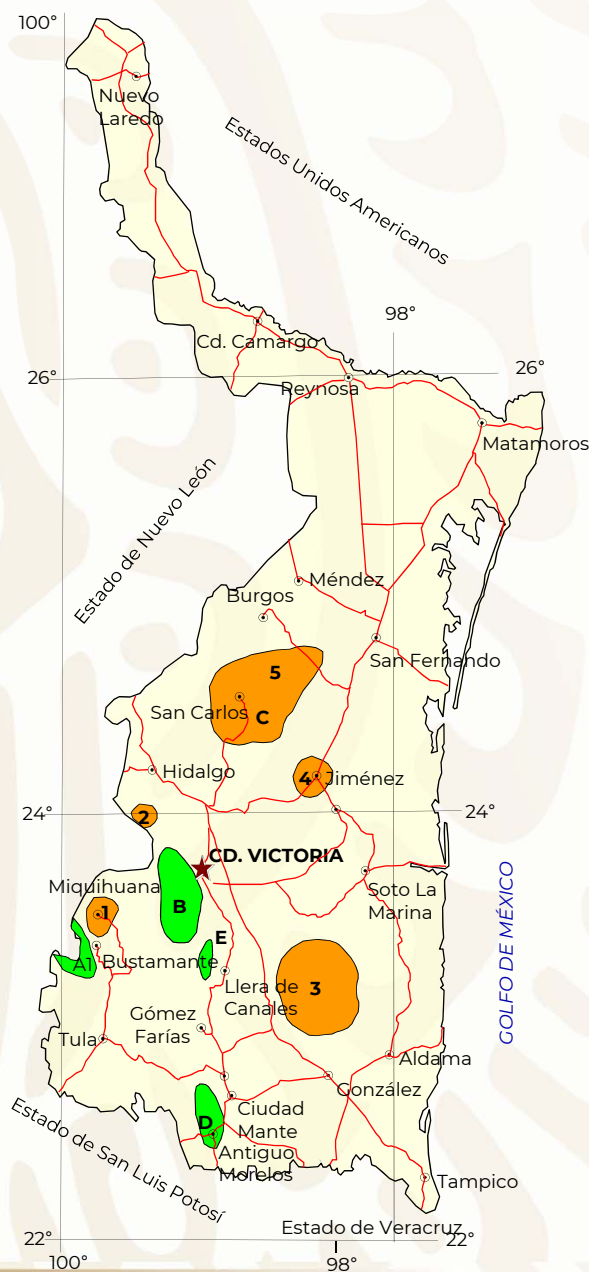 100°
Nuevo
Laredo
Estados Unidos Americanos
98°
Cd. Camargo
26°
26°
Reynosa
Matamoros
Estado de Nuevo León
Méndez
Burgos
San Fernando
5
San Carlos
C
Hidalgo
4
Jiménez
24°
2
24°
CD. VICTORIA
Miquihuana
Soto La
Marina
B
1
E
A1
Bustamante
GOLFO DE MÉXICO
Llera de
Canales
3
Gómez
Farías
Tula
Aldama
González
Estado de San Luis Potosí
Ciudad
Mante
D
Antiguo
Morelos
Tampico
Estado de Veracruz
22°
22°
100°
98°